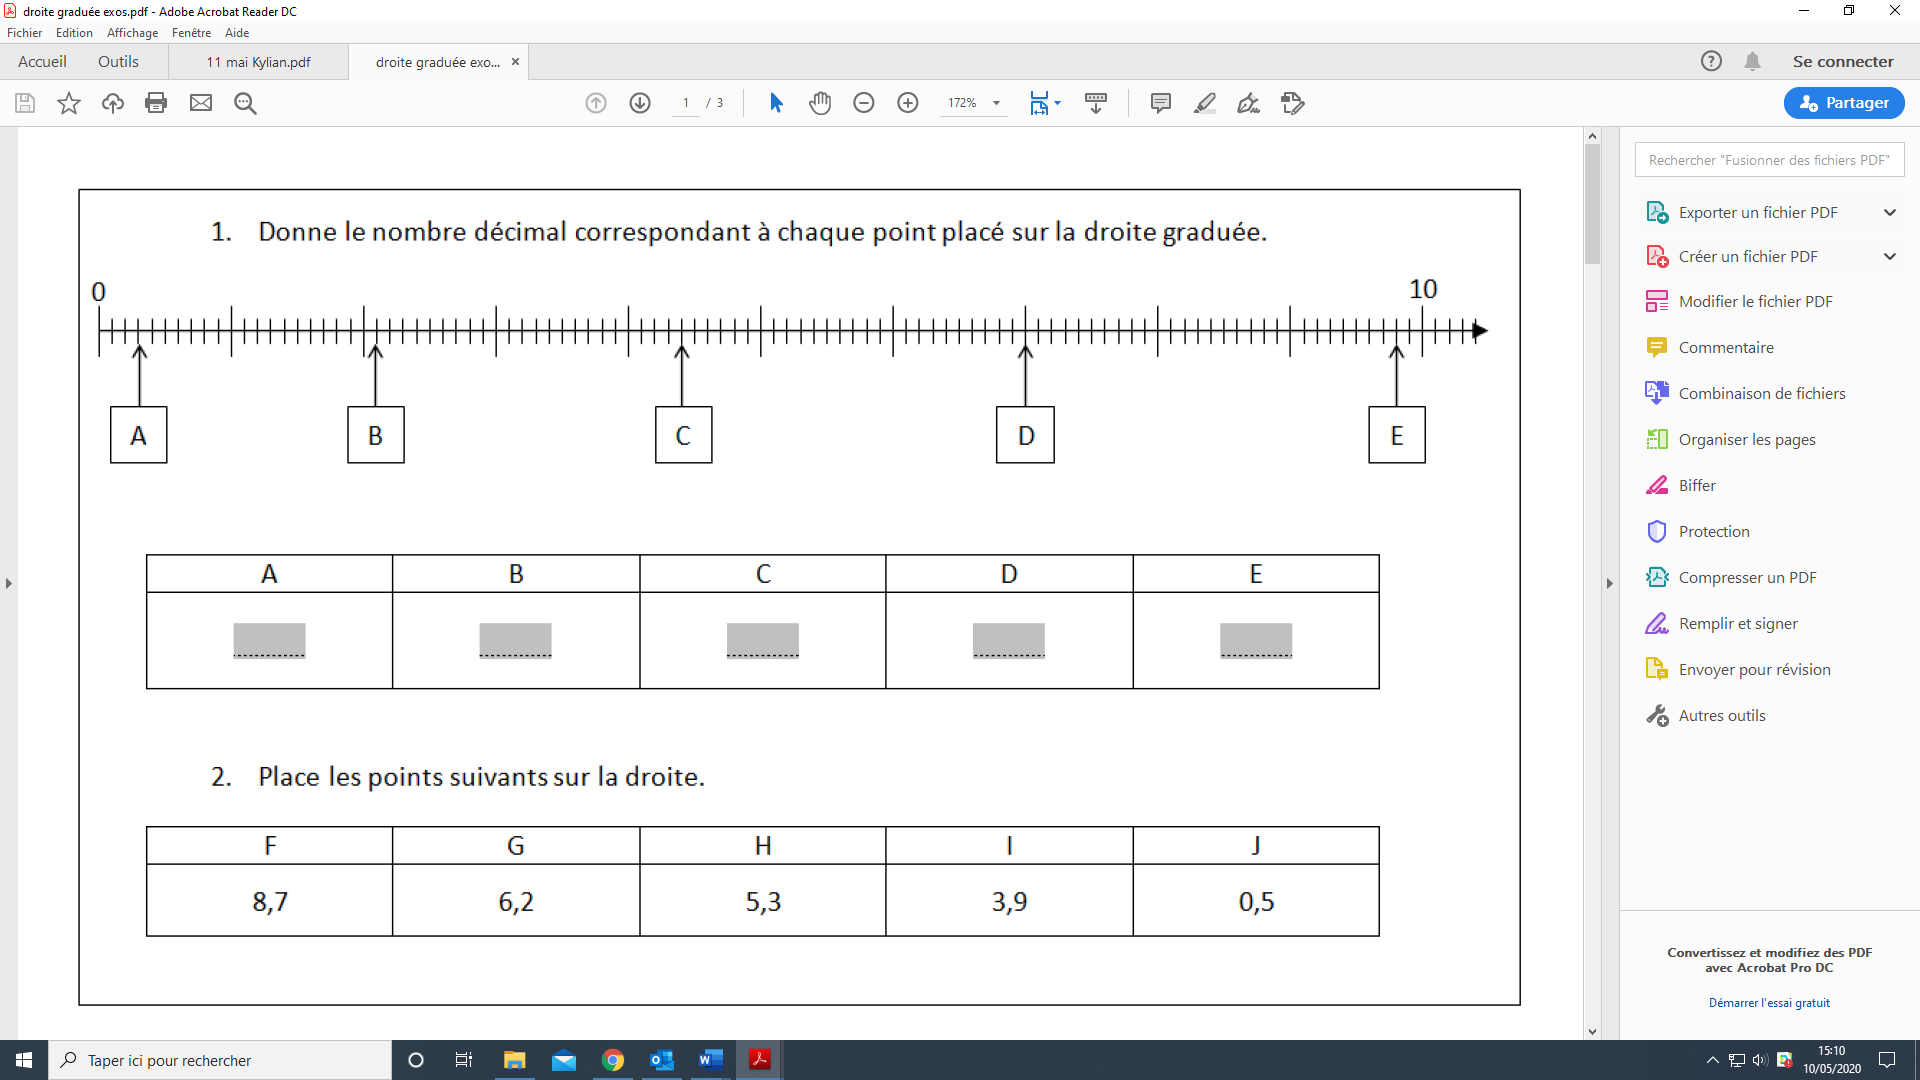 droite graduée exos.pdf - Adobe Acrobat Reader DC
Fichier Edition Affichage Fenêtre Aide
Accueil Outils 11 mai Kylian.pdf droite graduée exo... × Se connecter
1 / 3 172% Partager
Rechercher "Fusionner des fichiers PDF"
Exporter un fichier PDF
Créer un fichier PDF
Modifier le fichier PDF
Commentaire
Combinaison de fichiers
Organiser les pages
Biffer
Protection
Compresser un PDF
Remplir et signer
Envoyer pour révision
Autres outils
Convertissez et modifiez des PDF
avec Acrobat Pro DC
Démarrer l'essai gratuit
1. Donne le nombre décimal correspondant à chaque point placé sur la droite graduée.
0 10
A B C D E
A B C D E
2. Place les points suivants sur la droite.
F G H I J
8,7 6,2 5,3 3,9 0,5
Taper ici pour rechercher
15:10
10/05/2020